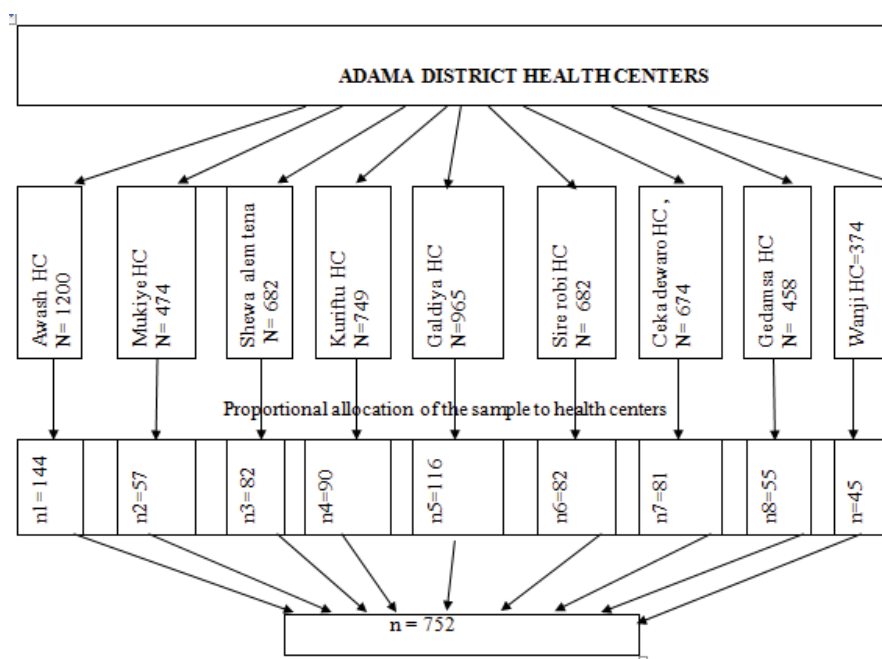 ADAMA DISTRICT HEALTH CENTERS
Awash HC
N= 1200
Mukiye HC
N= 474
Shewa alem tena
N= 682
Kuriftu HC
N=749
Galdiya HC
N=965
Sire robi HC
N= 682
Ceka dewaro HC ,
N= 674
Gedamsa HC
N= 458
Wanji HC=374
Proportional allocation of the sample to health centers
n1=144
n2=57
n3=82
n4=90
n5=116
n6=82
n7=81
n8=55
n=45
n = 752